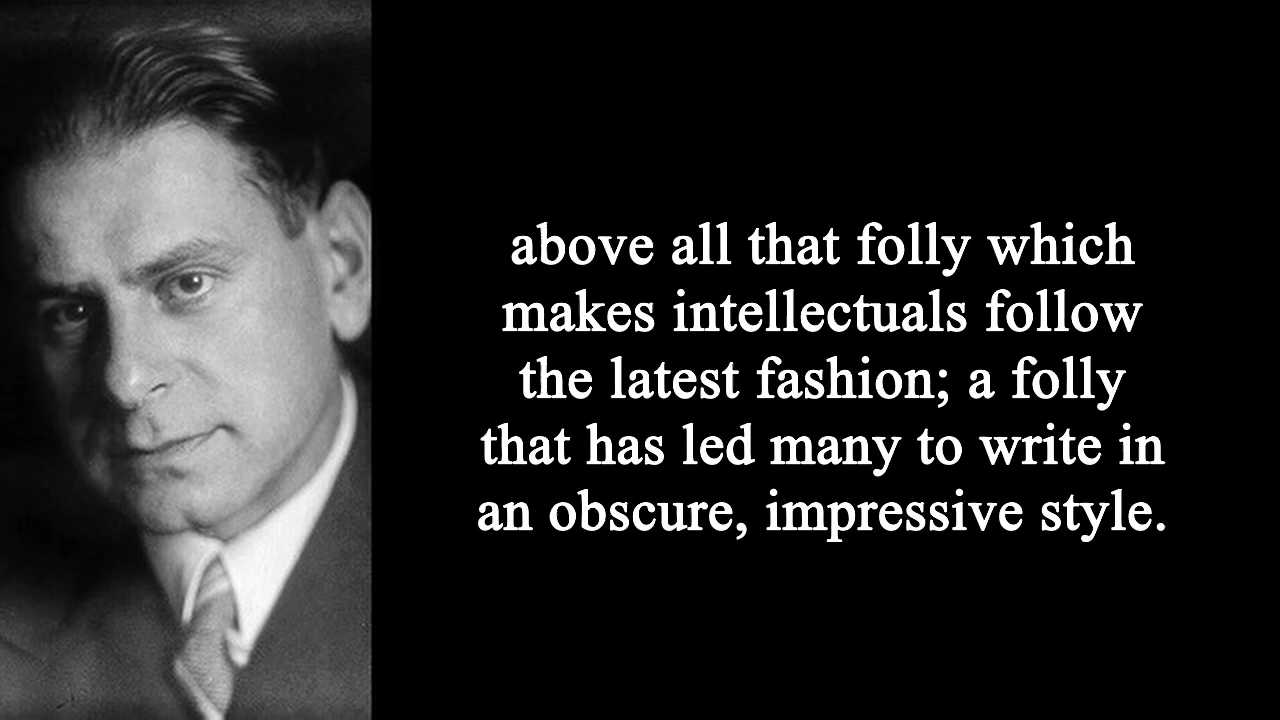 above all that folly which
makes intellectuals follow
the latest fashion; a folly
that has led many to write in
an obscure, impressive style.